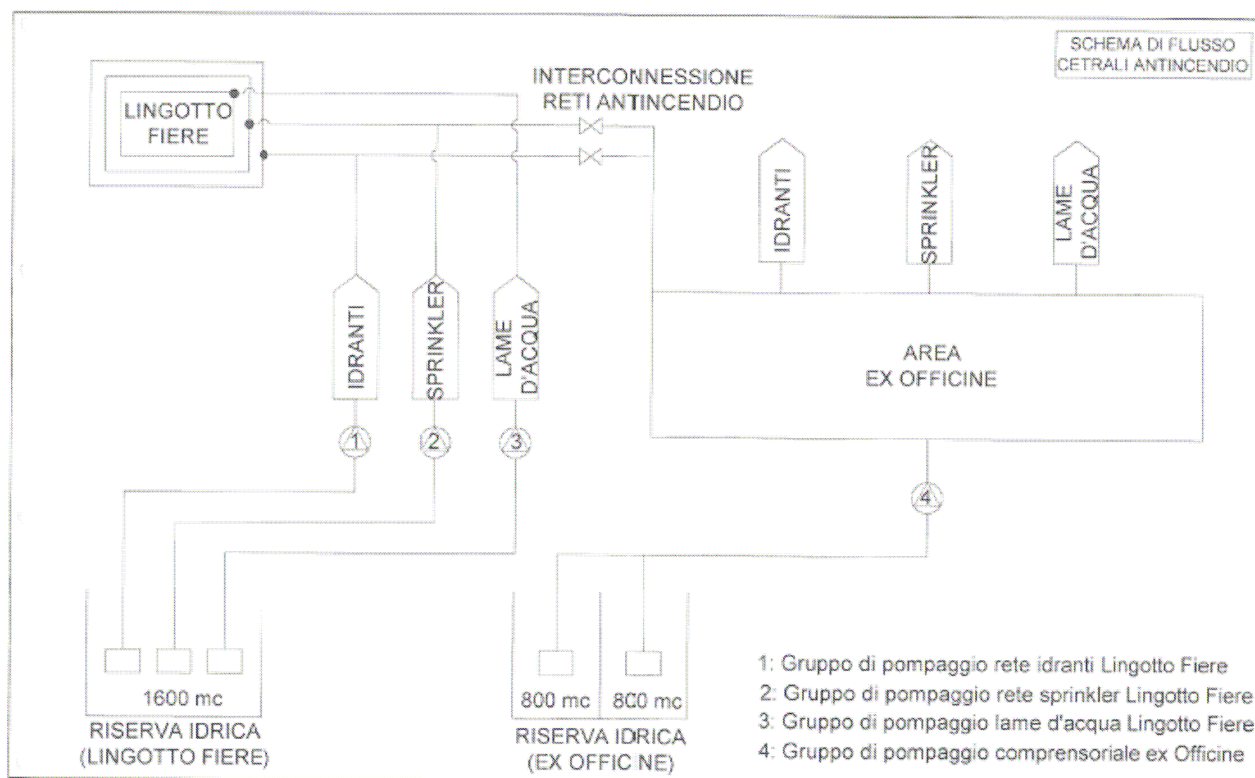 SCHEMA DI FLUSSO
CETRALI ANTINCENDIO
INTERCONNESSIONE
RETI ANTINCENDIO
LINGOTTO
FIERE
IDRANTI
SPRINKLER
LAME
D'ACQUA
IDRANTI
SPRINKLER
LAME
D'ACQUA
AREA
EX OFFICINE
1
2
3
4
1600 mc
RISERVA IDRICA
(LINGOTTO FIERE)
800 mc
800 mc
RISERVA IDRICA
(EX OFFIC NE)
1: Gruppo di pompaggio rete idranti Lingotto Fiere
2: Gruppo di pompaggio rete sprinkler Lingotto Fiere
3: Gruppo di pompaggio lame d'acqua Lingotto Fiere
4: Gruppo di pompaggio comprensoriale ex Officine